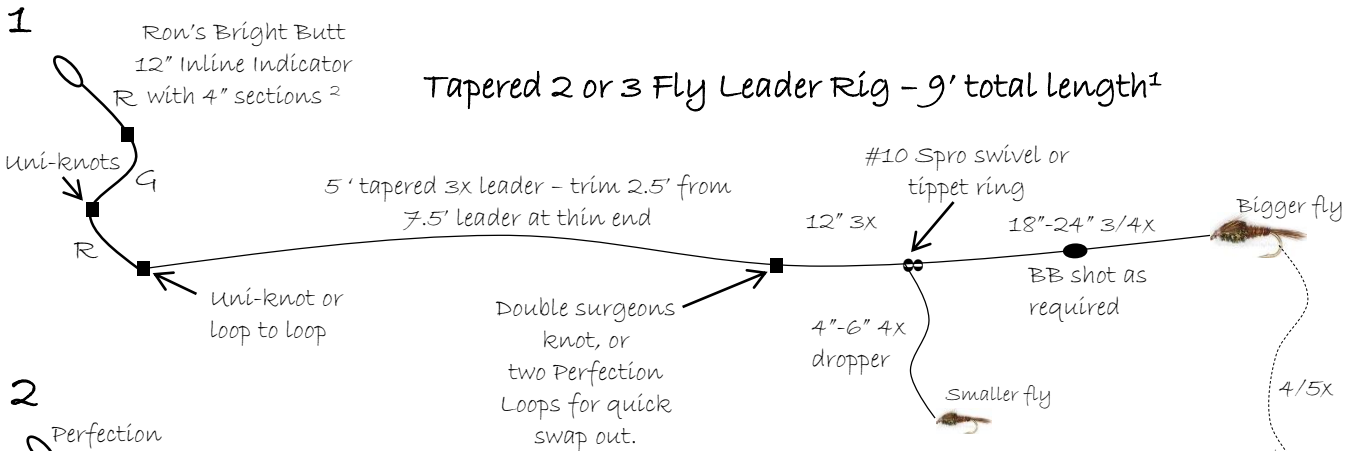 1
Ron's Bright Butt
12" Inline Indicator
with 4" sections ²
R
Uni-knots
G
R
Tapered 2 or 3 Fly Leader Rig – 9' total length¹
5 ' tapered 3x leader – trim 2.5' from
7.5' leader at thin end
Uni-knot or
loop to loop
Double surgeons
knot, or
two Perfection
Loops for quick
swap out.
12" 3x
#10 Spro swivel or
tippet ring
18"-24" 3/4x
Bigger fly
BB shot as
required
4"-6" 4x
dropper
Smaller fly
4/5x
2
Perfection